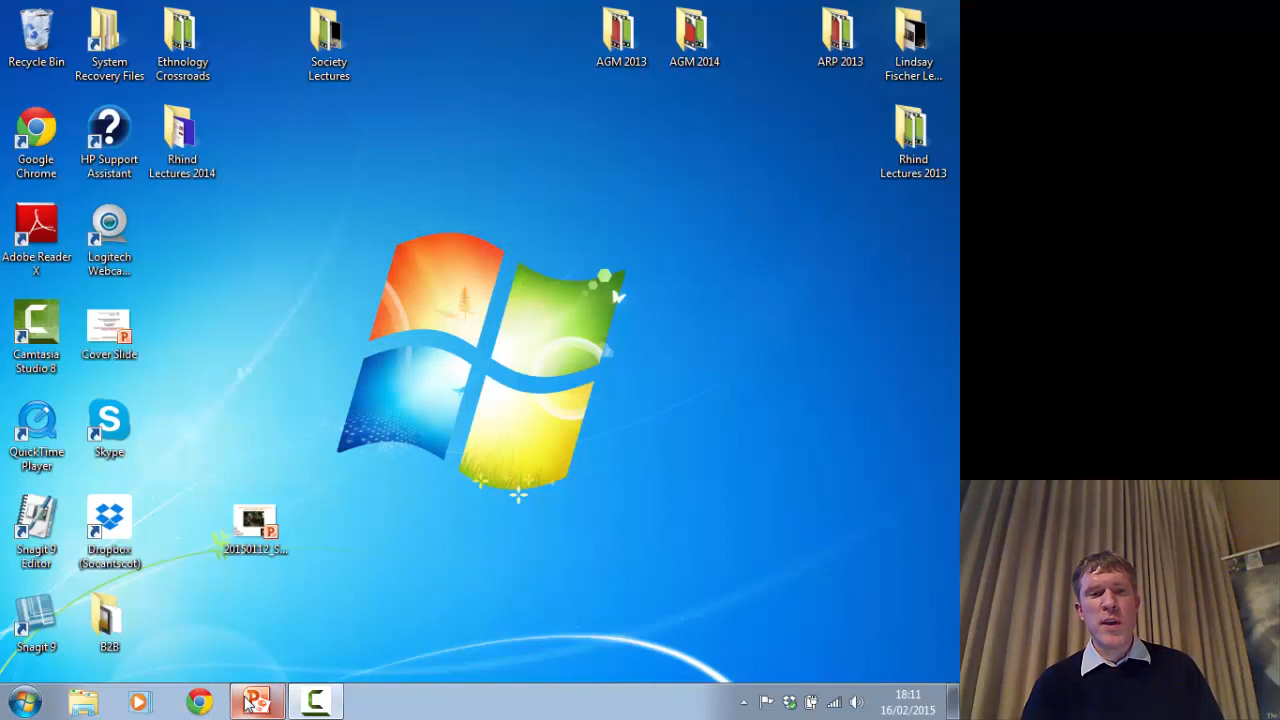 Recycle Bin
System
Recovery Files
Ethnology
Crossroads
Society
Lectures
AGM 2013
AGM 2014
ARP 2013
Lindsay
Fischer Le...
Google
Chrome
HP Support
Assistant
Rhind
Lectures 2014
Rhind
Lectures 2013
Adobe Reader
X
Logitech
Webca...
Camtasia
Studio 8
Cover Slide
QuickTime
Player
Skype
Snagit 9
Editor
Dropbox
(Socantscot)
20150112_S...
Snagit 9
B2B
18:11
16/02/2015